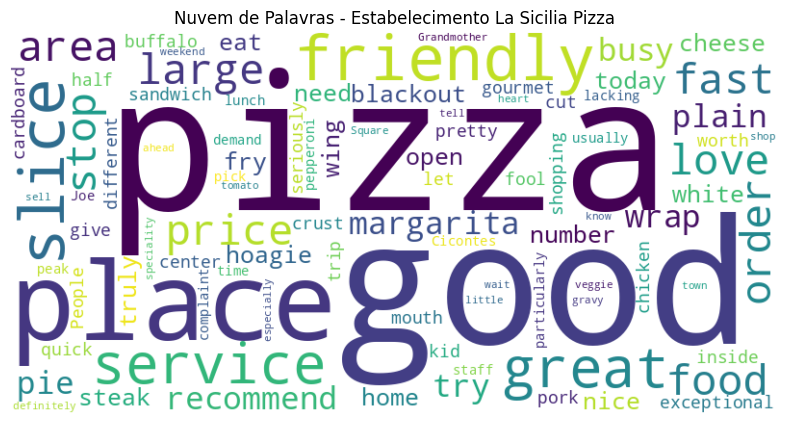 Nuvem de Palavras - Estabelecimento La Sicilia Pizza
area
buffalo
eat
Grandmother
weekend
large
friendly
busy
cheese
half
sandwich
lunch
need
blackout
gourmet
heart
cut
lacking
today
fast
cardboard
slice
stop
different
demand
ahead
pick
fry
tomato
seriously
pepperoni
wing
Square
tell
pretty
open
let
fool
usually
shopping
worth
shop
plain
love
white
pizza
sell
Joe
give
price
crust
margarita
wrap
order
number
know
Cicontes
hoagie
center
time
trip
peak
People
truly
speciality
complaint
especially
place
good
wait
little
particularly
veggie
gravy
chicken
town
mouth
quick
service
kid
staff
try
great
inside
food
pie
steak
recommend
home
pork
nice
exceptional
definitely